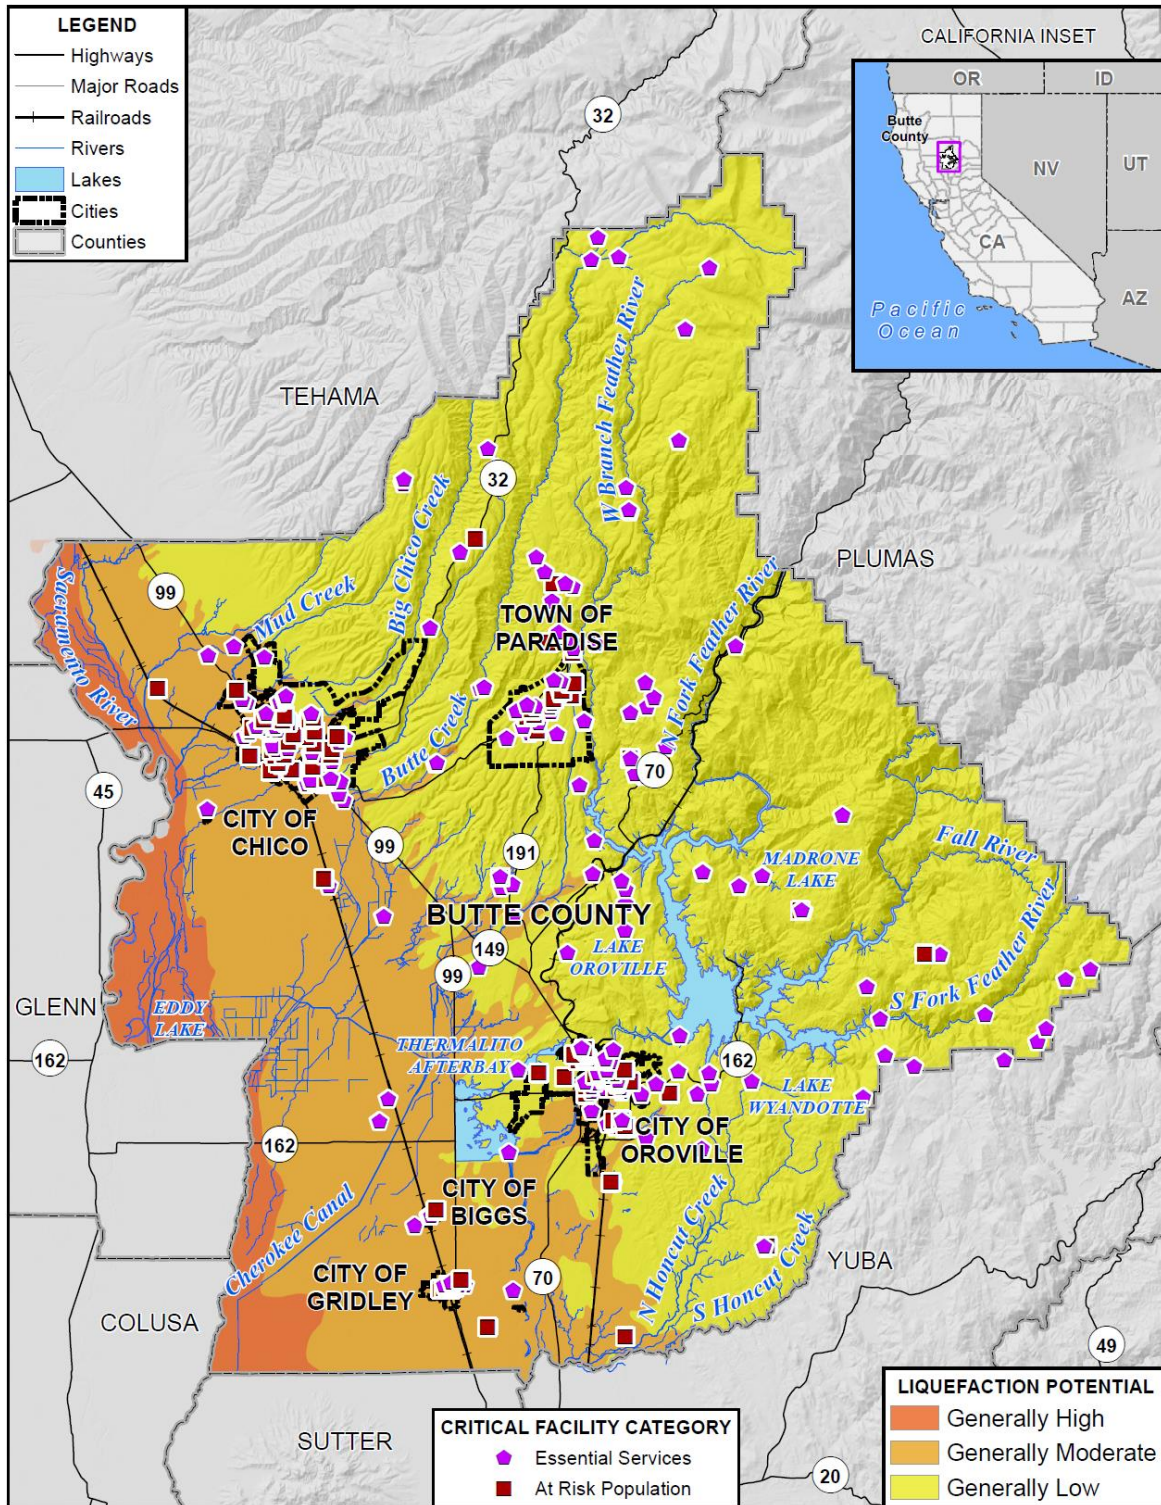 LEGEND
Highways
Major Roads
Railroads
Rivers
Lakes
Cities
Counties
CALIFORNIA INSET
OR
ID
Butte
County
NV
UT
CA
AZ
Pacific
Ocean
32
TEHAMA
W Branch Feather River
32
Big Chico Creek
PLUMAS
Sacramento River
99
Mud Creek
TOWN OF
PARADISE
N Fork Feather River
Butte Creek
70
45
CITY OF
CHICO
99
191
MADRONE
LAKE
Fall River
BUTTE COUNTY
149
LAKE
OROVILLE
99
S Fork Feather River
GLENN
EDDY
LAKE
162
THERMALITO
AFTERBAY
162
LAKE
WYANDOTTE
162
CITY OF
OROVILLE
CITY OF
BIGGS
Cherokee Canal
N Honcut Creek
S Honcut Creek
YUBA
CITY OF
GRIDLEY
70
COLUSA
49
SUTTER
20
CRITICAL FACILITY CATEGORY
Essential Services
At Risk Population
LIQUEFACTION POTENTIAL
Generally High
Generally Moderate
Generally Low